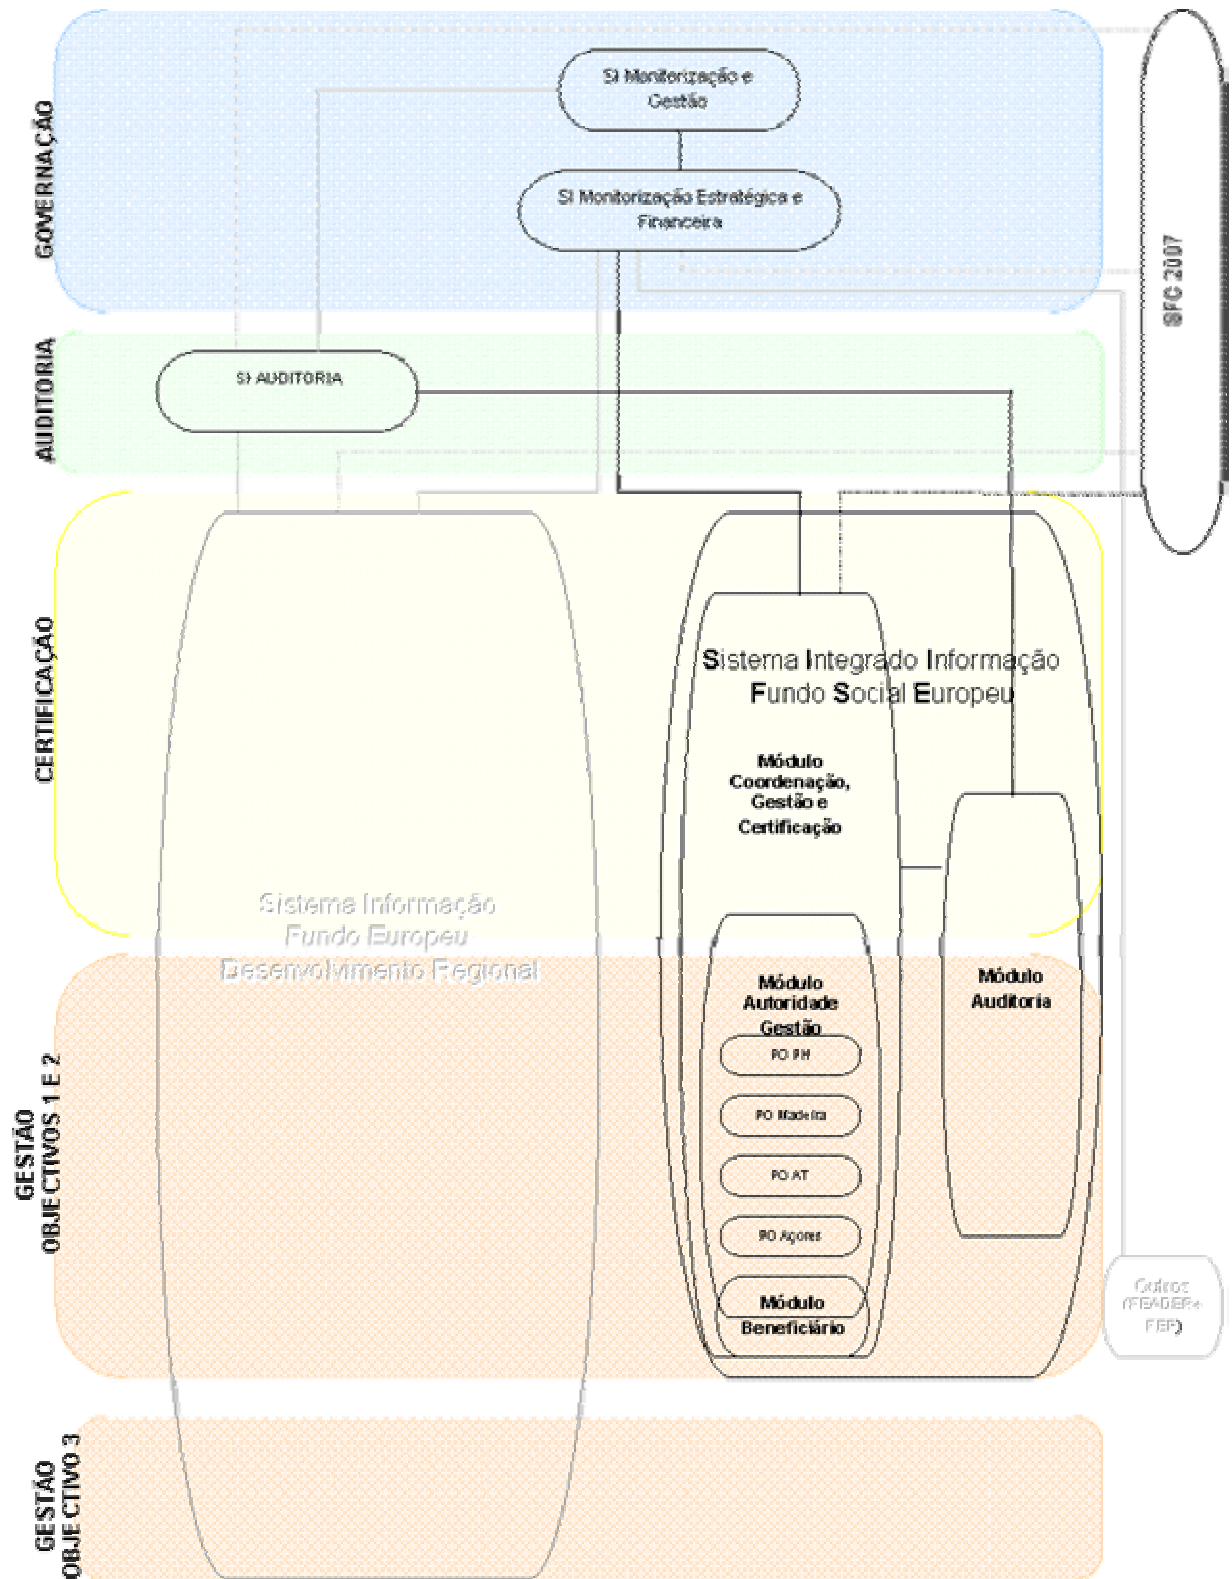 GOVERNAÇÃO
SI Monitorização e
Gestão
SI Monitorização Estratégica e
Financeira
SFC 2007
AUDITORIA
SI AUDITORIA
CERTIFICAÇÃO
Sistema Integrado Informação
Fundo Social Europeu
Módulo
Coordenação,
Gestão e
Certificação
Sistema Informação
Fundo Europeu
Desenvolvimento Regional
Módulo
Auditoria
Módulo
Autoridade
Gestão
PO PH
PO Madeira
PO AT
PO Açores
Módulo
Beneficiário
GESTÃO
OBJECTIVOS 1 E 2
Outros
(FEADER e
FEP)
GESTÃO
OBJECTIVO 3